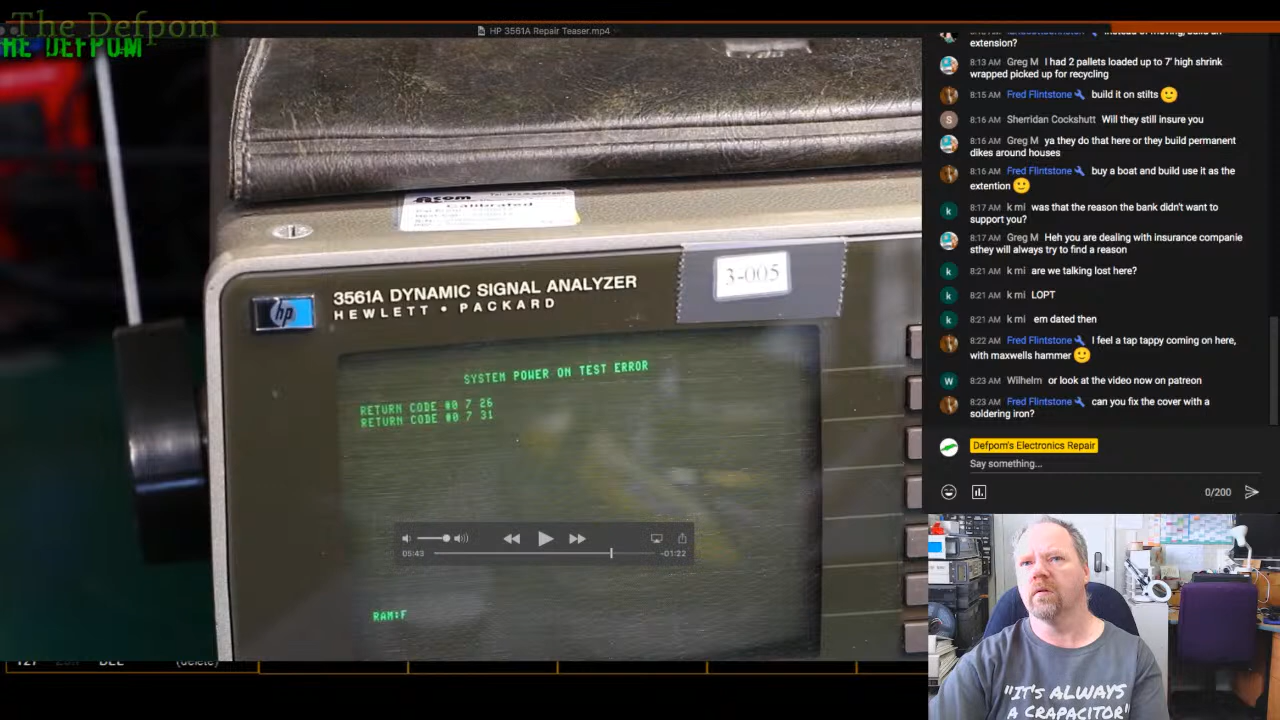 The Defpom
HE DEFPOM
HP 3561A Repair Teaser.mp4
Calibrated
3-005
hp
3561A DYNAMIC SIGNAL ANALYZER
HEWLETT • PACKARD
SYSTEM POWER ON TEST ERROR
RETURN CODE #0 7 26
RETURN CODE #0 7 31
05:43
-01:22
RAM:F
127
DEL
(delete)
extension?
8:13 AM Greg M I had 2 pallets loaded up to 7' high shrink
wrapped picked up for recycling
8:15 AM Fred Flintstone build it on stilts 🙂
S
8:16 AM Sherridan Cockshutt Will they still insure you
8:16 AM Greg M ya they do that here or they build permanent
dikes around houses
8:16 AM Fred Flintstone buy a boat and build use it as the
extention 🙂
k
8:17 AM k mi was that the reason the bank didn't want to
support you?
8:17 AM Greg M Heh you are dealing with insurance companie
sthey will always try to find a reason
k
8:21 AM k mi are we talking lost here?
k
8:21 AM k mi LOPT
k
8:21 AM k mi em dated then
8:22 AM Fred Flintstone I feel a tap tappy coming on here,
with maxwells hammer 🙂
W
8:23 AM Wilhelm or look at the video now on patreon
8:23 AM Fred Flintstone can you fix the cover with a
soldering iron?
Defpom's Electronics Repair
Say something...
0/200
"IT'S ALWAYS
A CRAPACITOR"